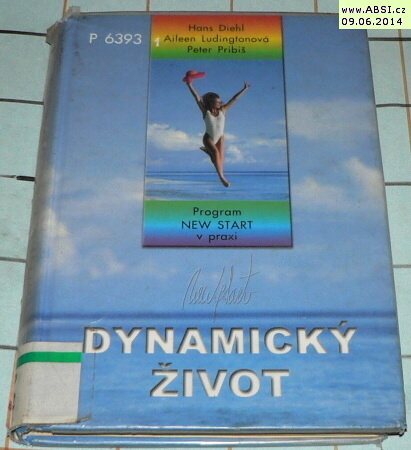 www.ABSI.cz
09.06.2014
P 6393 1
Hans Diehl
Aileen Ludingtonová
Peter Pribiš
Program
NEW START
v praxi
DYNAMICKÝ
ŽIVOT